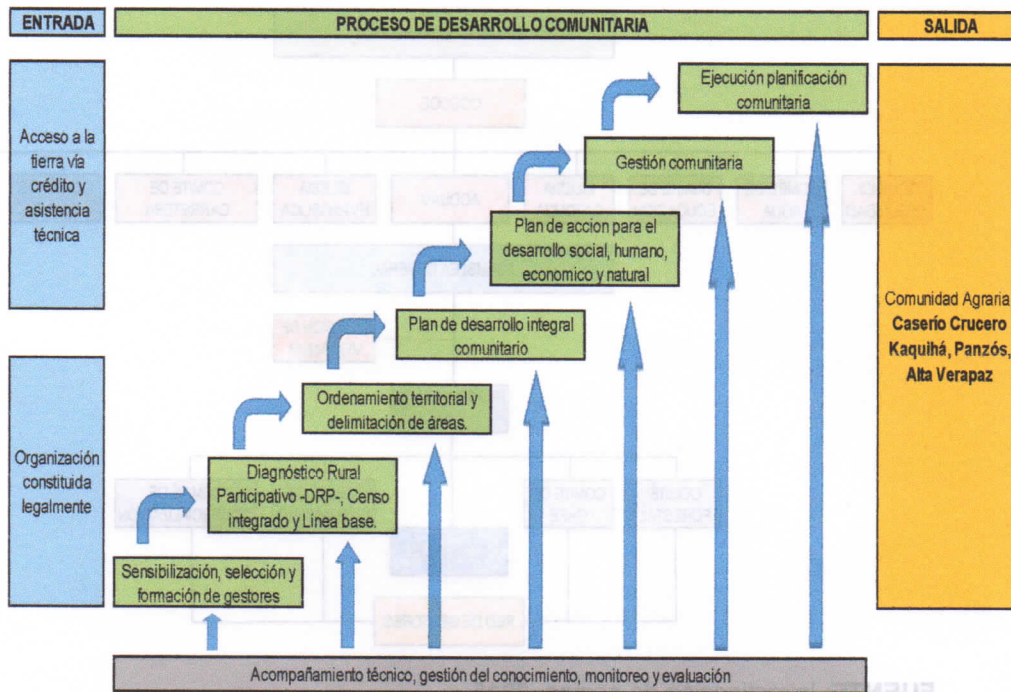 ENTRADA
PROCESO DE DESARROLLO COMUNITARIA
SALIDA
Acceso a la
tierra vía
crédito y
asistencia
técnica
Organización
constituida
legalmente
Ejecución planificación
comunitaria
Gestión comunitaria
Plan de accion para el
desarrollo social, humano,
economico y natural
Plan de desarrollo integral
comunitario
Ordenamiento territorial y
delimitación de áreas.
Diagnóstico Rural
Participativo -DRP-, Censo
integrado y Linea base.
Sensibilización, selección y
formación de gestores
Comunidad Agraria
Caserío Crucero
Kaquihá, Panzós,
Alta Verapaz
Acompañamiento técnico, gestión del conocimiento, monitoreo y evaluación